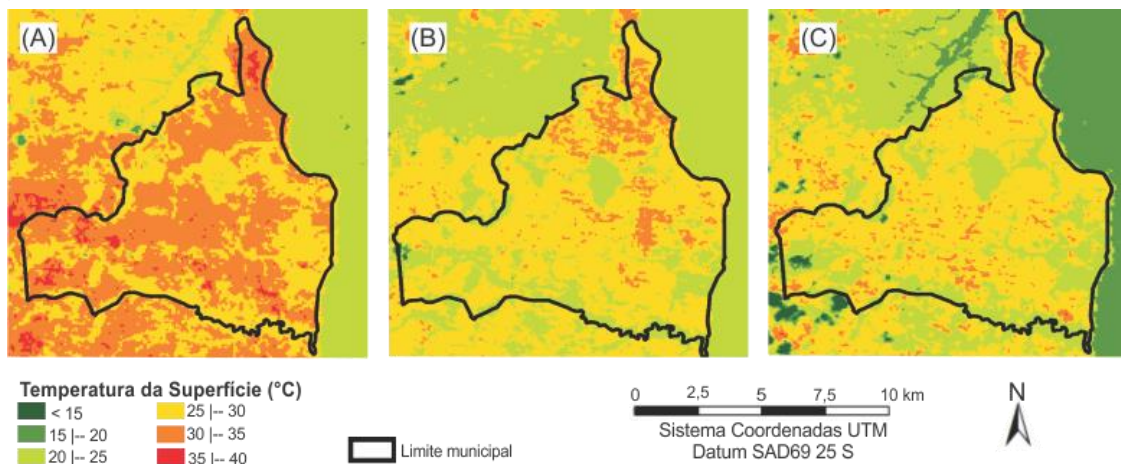 (A) (B) (C)
Temperatura da Superfície (°C)
< 15
15 |-- 20
20 |-- 25
25 |-- 30
30 |-- 35
35 |-- 40
Limite municipal
0 2,5 5 7,5 10 km
Sistema Coordenadas UTM
Datum SAD69 25 S
N